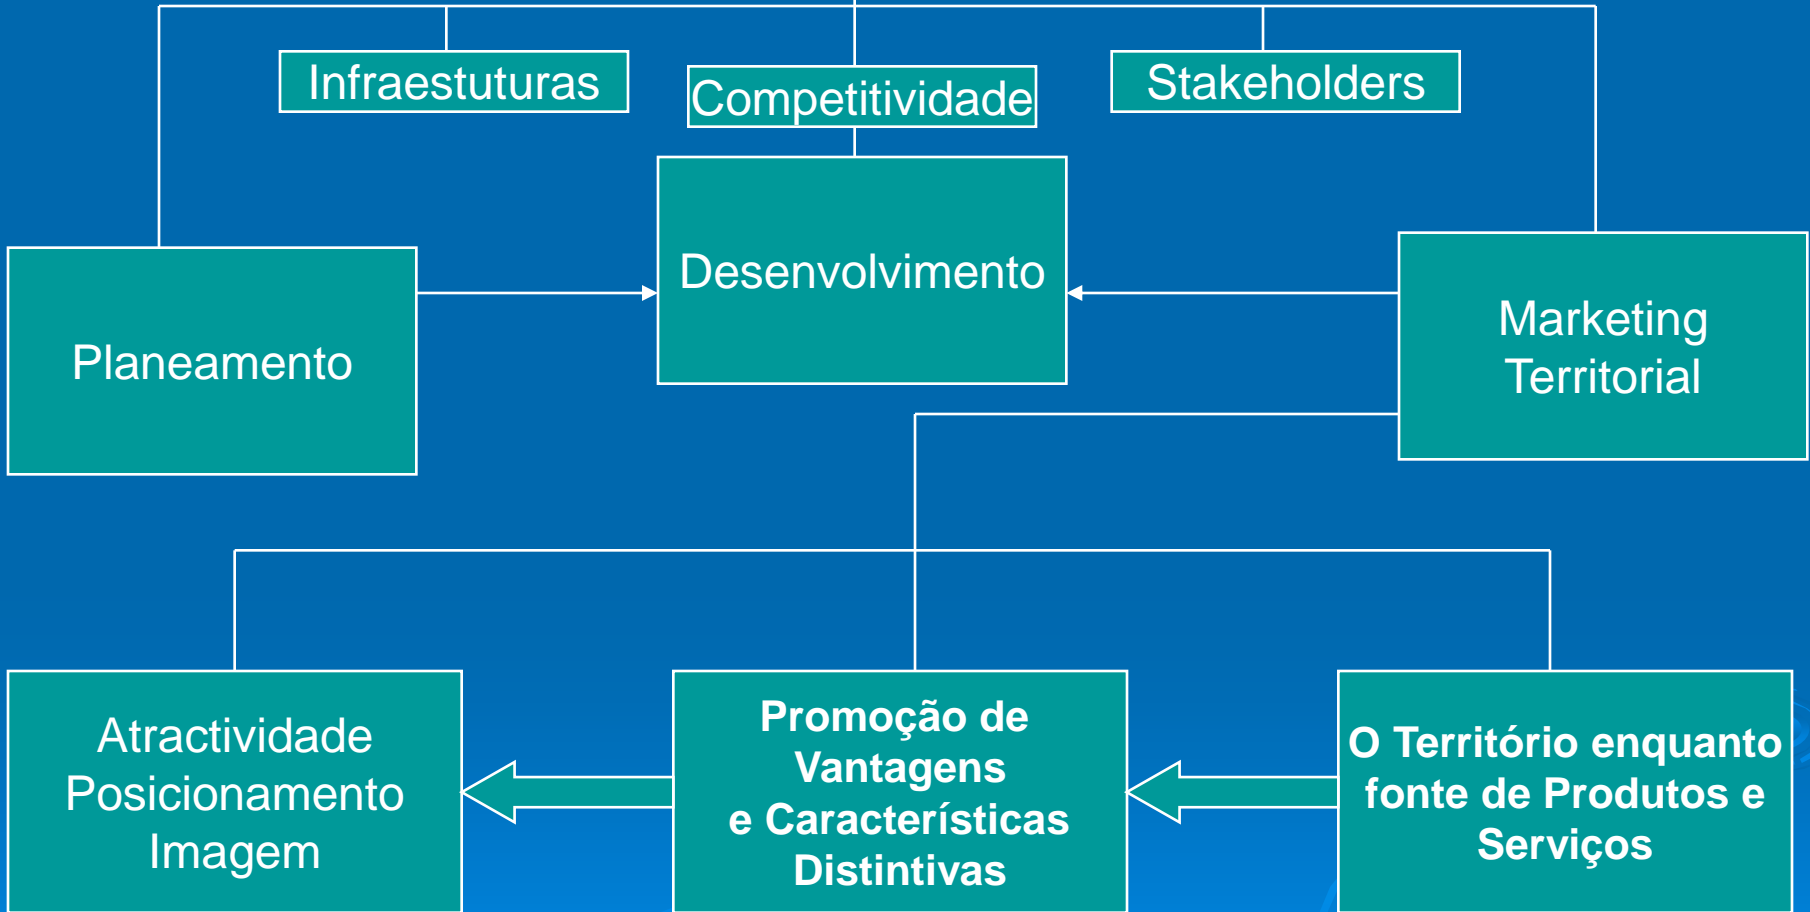 Infraestuturas
Competitividade
Stakeholders
Desenvolvimento
Planeamento
Marketing
Territorial
Atractividade
Posicionamento
Imagem
Promoção de
Vantagens
e Características
Distintivas
O Território enquanto
fonte de Produtos e
Serviços